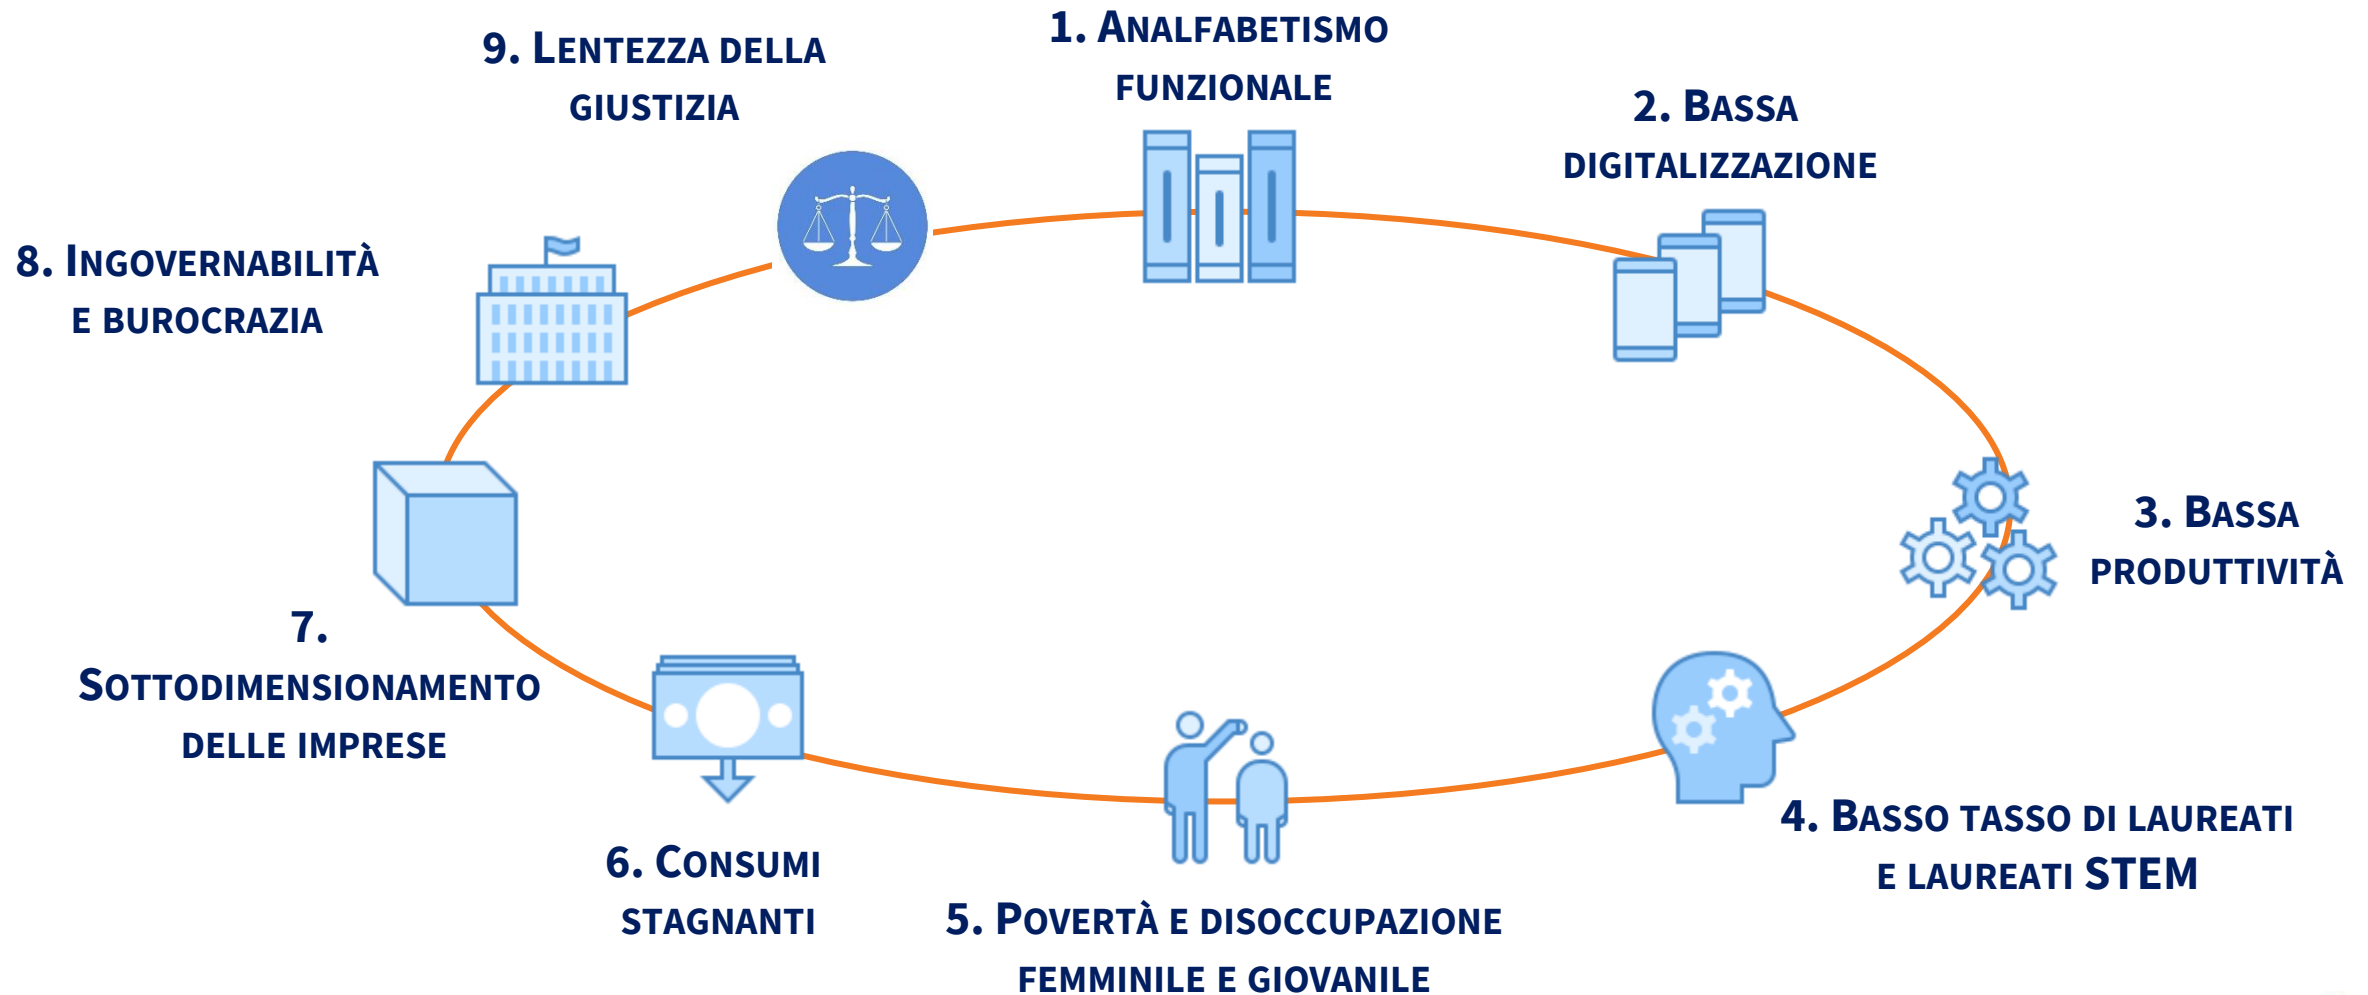 1. Analfabetismo
funzionale
2. Bassa
digitalizzazione
3. Bassa
produttività
4. Basso tasso di laureati
e laureati STEM
5. Povertà e disoccupazione
femminile e giovanile
6. Consumi
stagnanti
7.
Sottodimensionamento
delle imprese
8. Ingovernabilità
e burocrazia
9. Lentezza della
giustizia